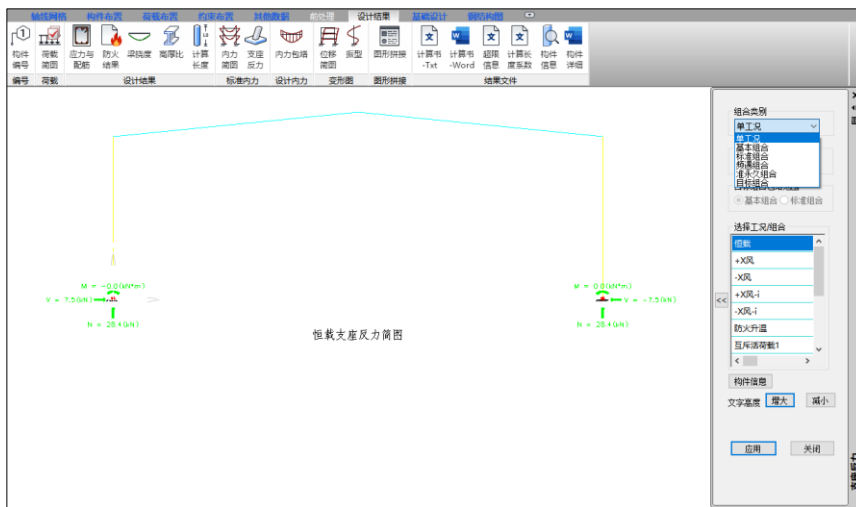 轴线网格 构件布置 荷载布置 约束布置 其他数据 前处理 设计结果 基础设计 钢结构图
构件编号 荷载简图 应力与配筋 防火结果 梁挠度 宽厚比 计算长度 内力简图 支座反力 内力包络 位移简图 振型 图形拼接 计算书-Txt 计算书-Word 超限信息 计算长度系数 构件信息 构件详细
编号 荷载 设计结果 标准内力 设计内力 变形图 图形拼接 结果文件
组合类别
单工况
单工况
基本组合
标准组合
频遇组合
准永久组合
目标组合
基本组合 标准组合
选择工况/组合
恒载
+X风
-X风
+X风-i
-X风-i
防火升温
互斥活荷载1
<<
构件信息
文字高度 增大 减小
应用 关闭
M = -0.0(kN*m)
V = 7.5(kN)
N = 28.4(kN)
M = 0.0(kN*m)
V = -7.5(kN)
N = 28.4(kN)
恒载支座反力简图